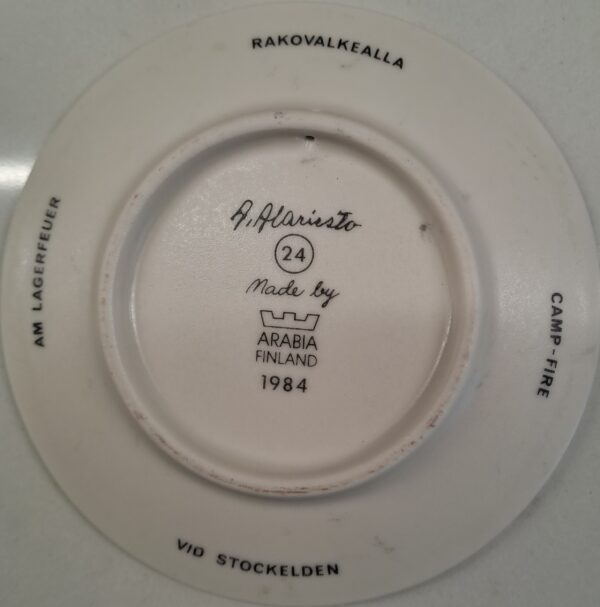 RAKOVALKEALLA
A. Alariesto
24
Made by
ARABIA
FINLAND
1984
CAMP-FIRE
VID STOCKELDEN
AM LAGERFEUER